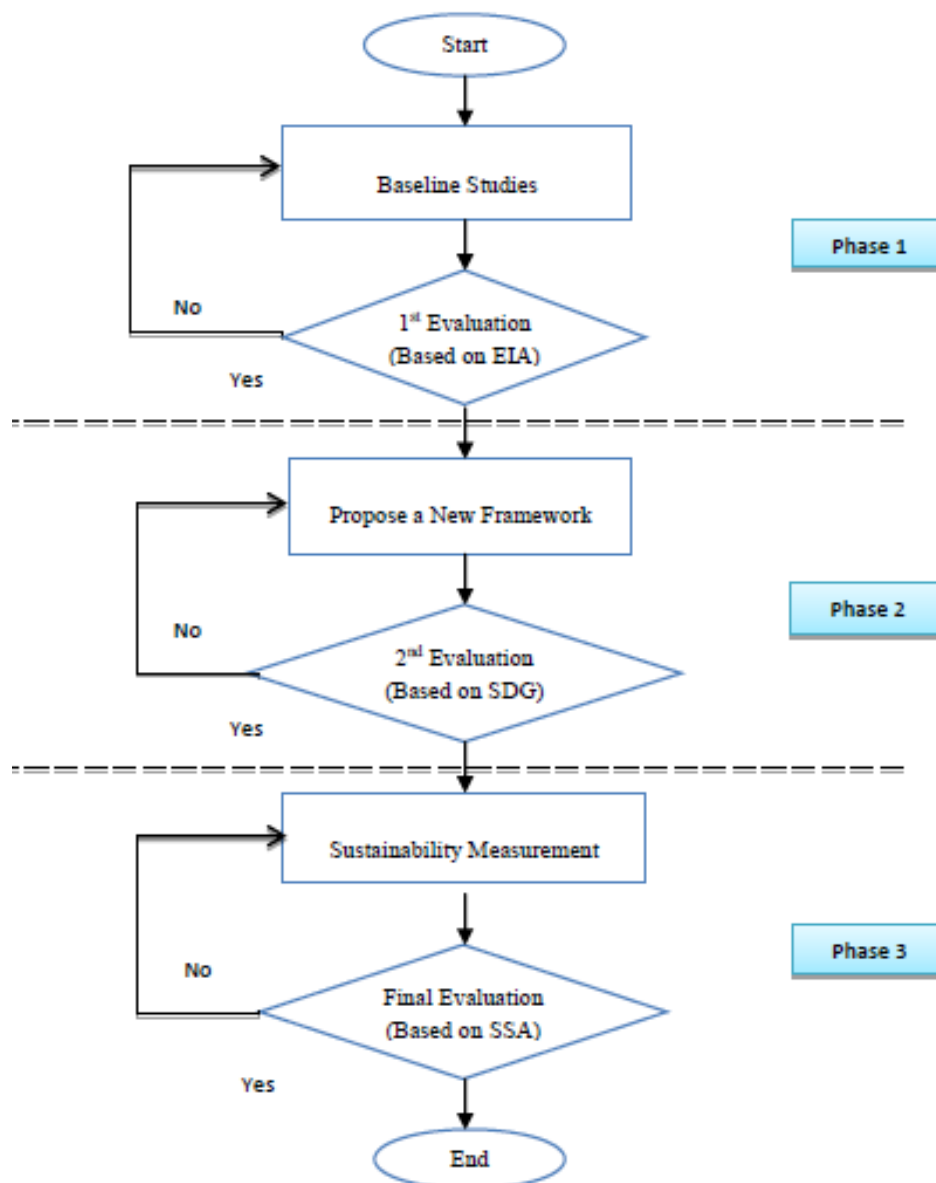 Start
Baseline Studies
Phase 1
No
1st Evaluation
(Based on EIA)
Yes
Propose a New Framework
Phase 2
No
2nd Evaluation
(Based on SDG)
Yes
Sustainability Measurement
Phase 3
No
Final Evaluation
(Based on SSA)
Yes
End